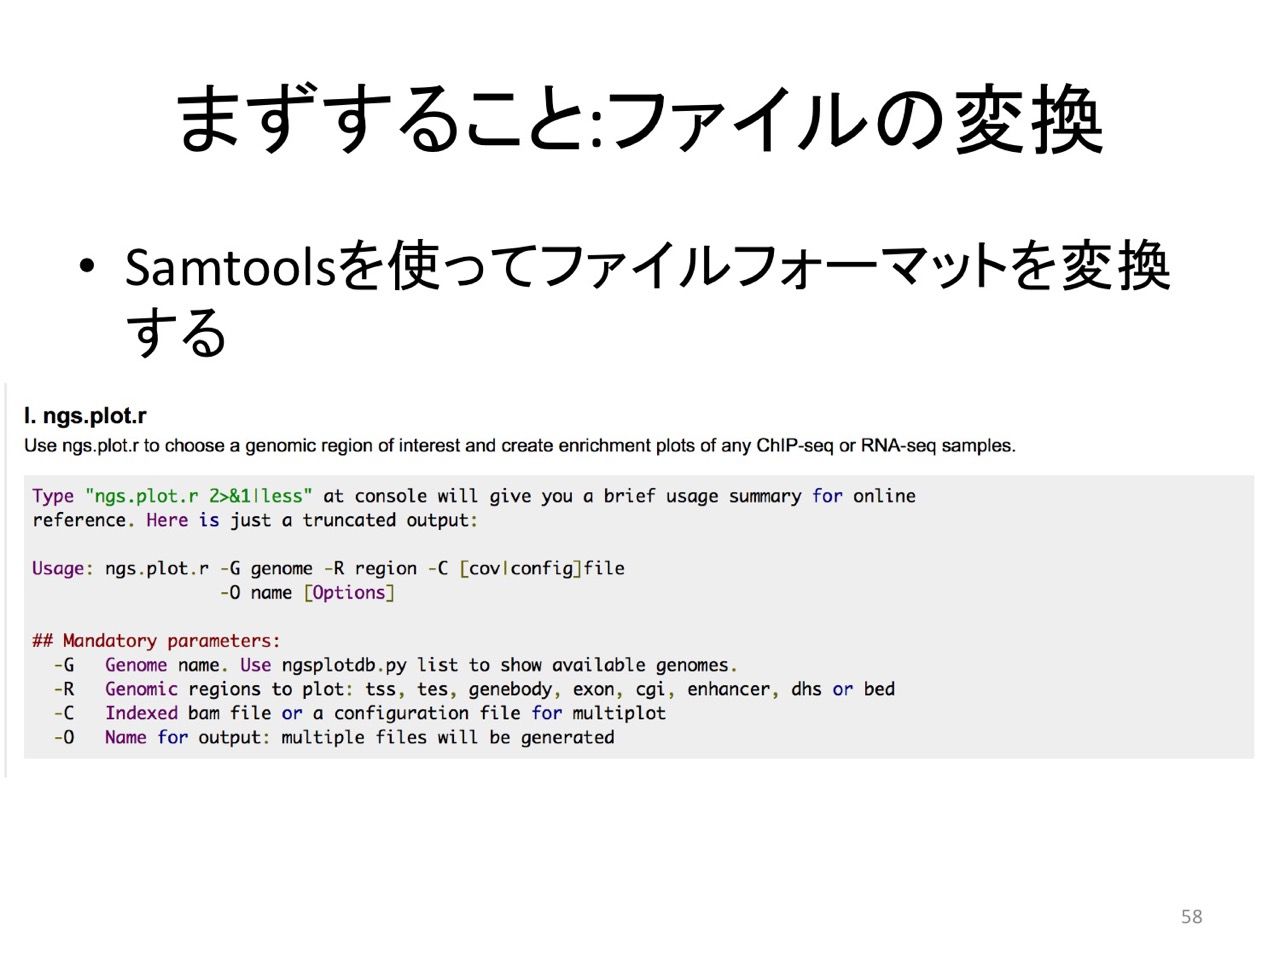 まずすること:ファイルの変換
• Samtoolsを使ってファイルフォーマットを変換
する
I. ngs.plot.r
Use ngs.plot.r to choose a genomic region of interest and create enrichment plots of any ChIP-seq or RNA-seq samples.
Type "ngs.plot.r 2>&1|less" at console will give you a brief usage summary for online
reference. Here is just a truncated output:
Usage: ngs.plot.r -G genome -R region -C [cov|config]file
-O name [Options]
## Mandatory parameters:
-G Genome name. Use ngsplotdb.py list to show available genomes.
-R Genomic regions to plot: tss, tes, genebody, exon, cgi, enhancer, dhs or bed
-C Indexed bam file or a configuration file for multiplot
-O Name for output: multiple files will be generated
58